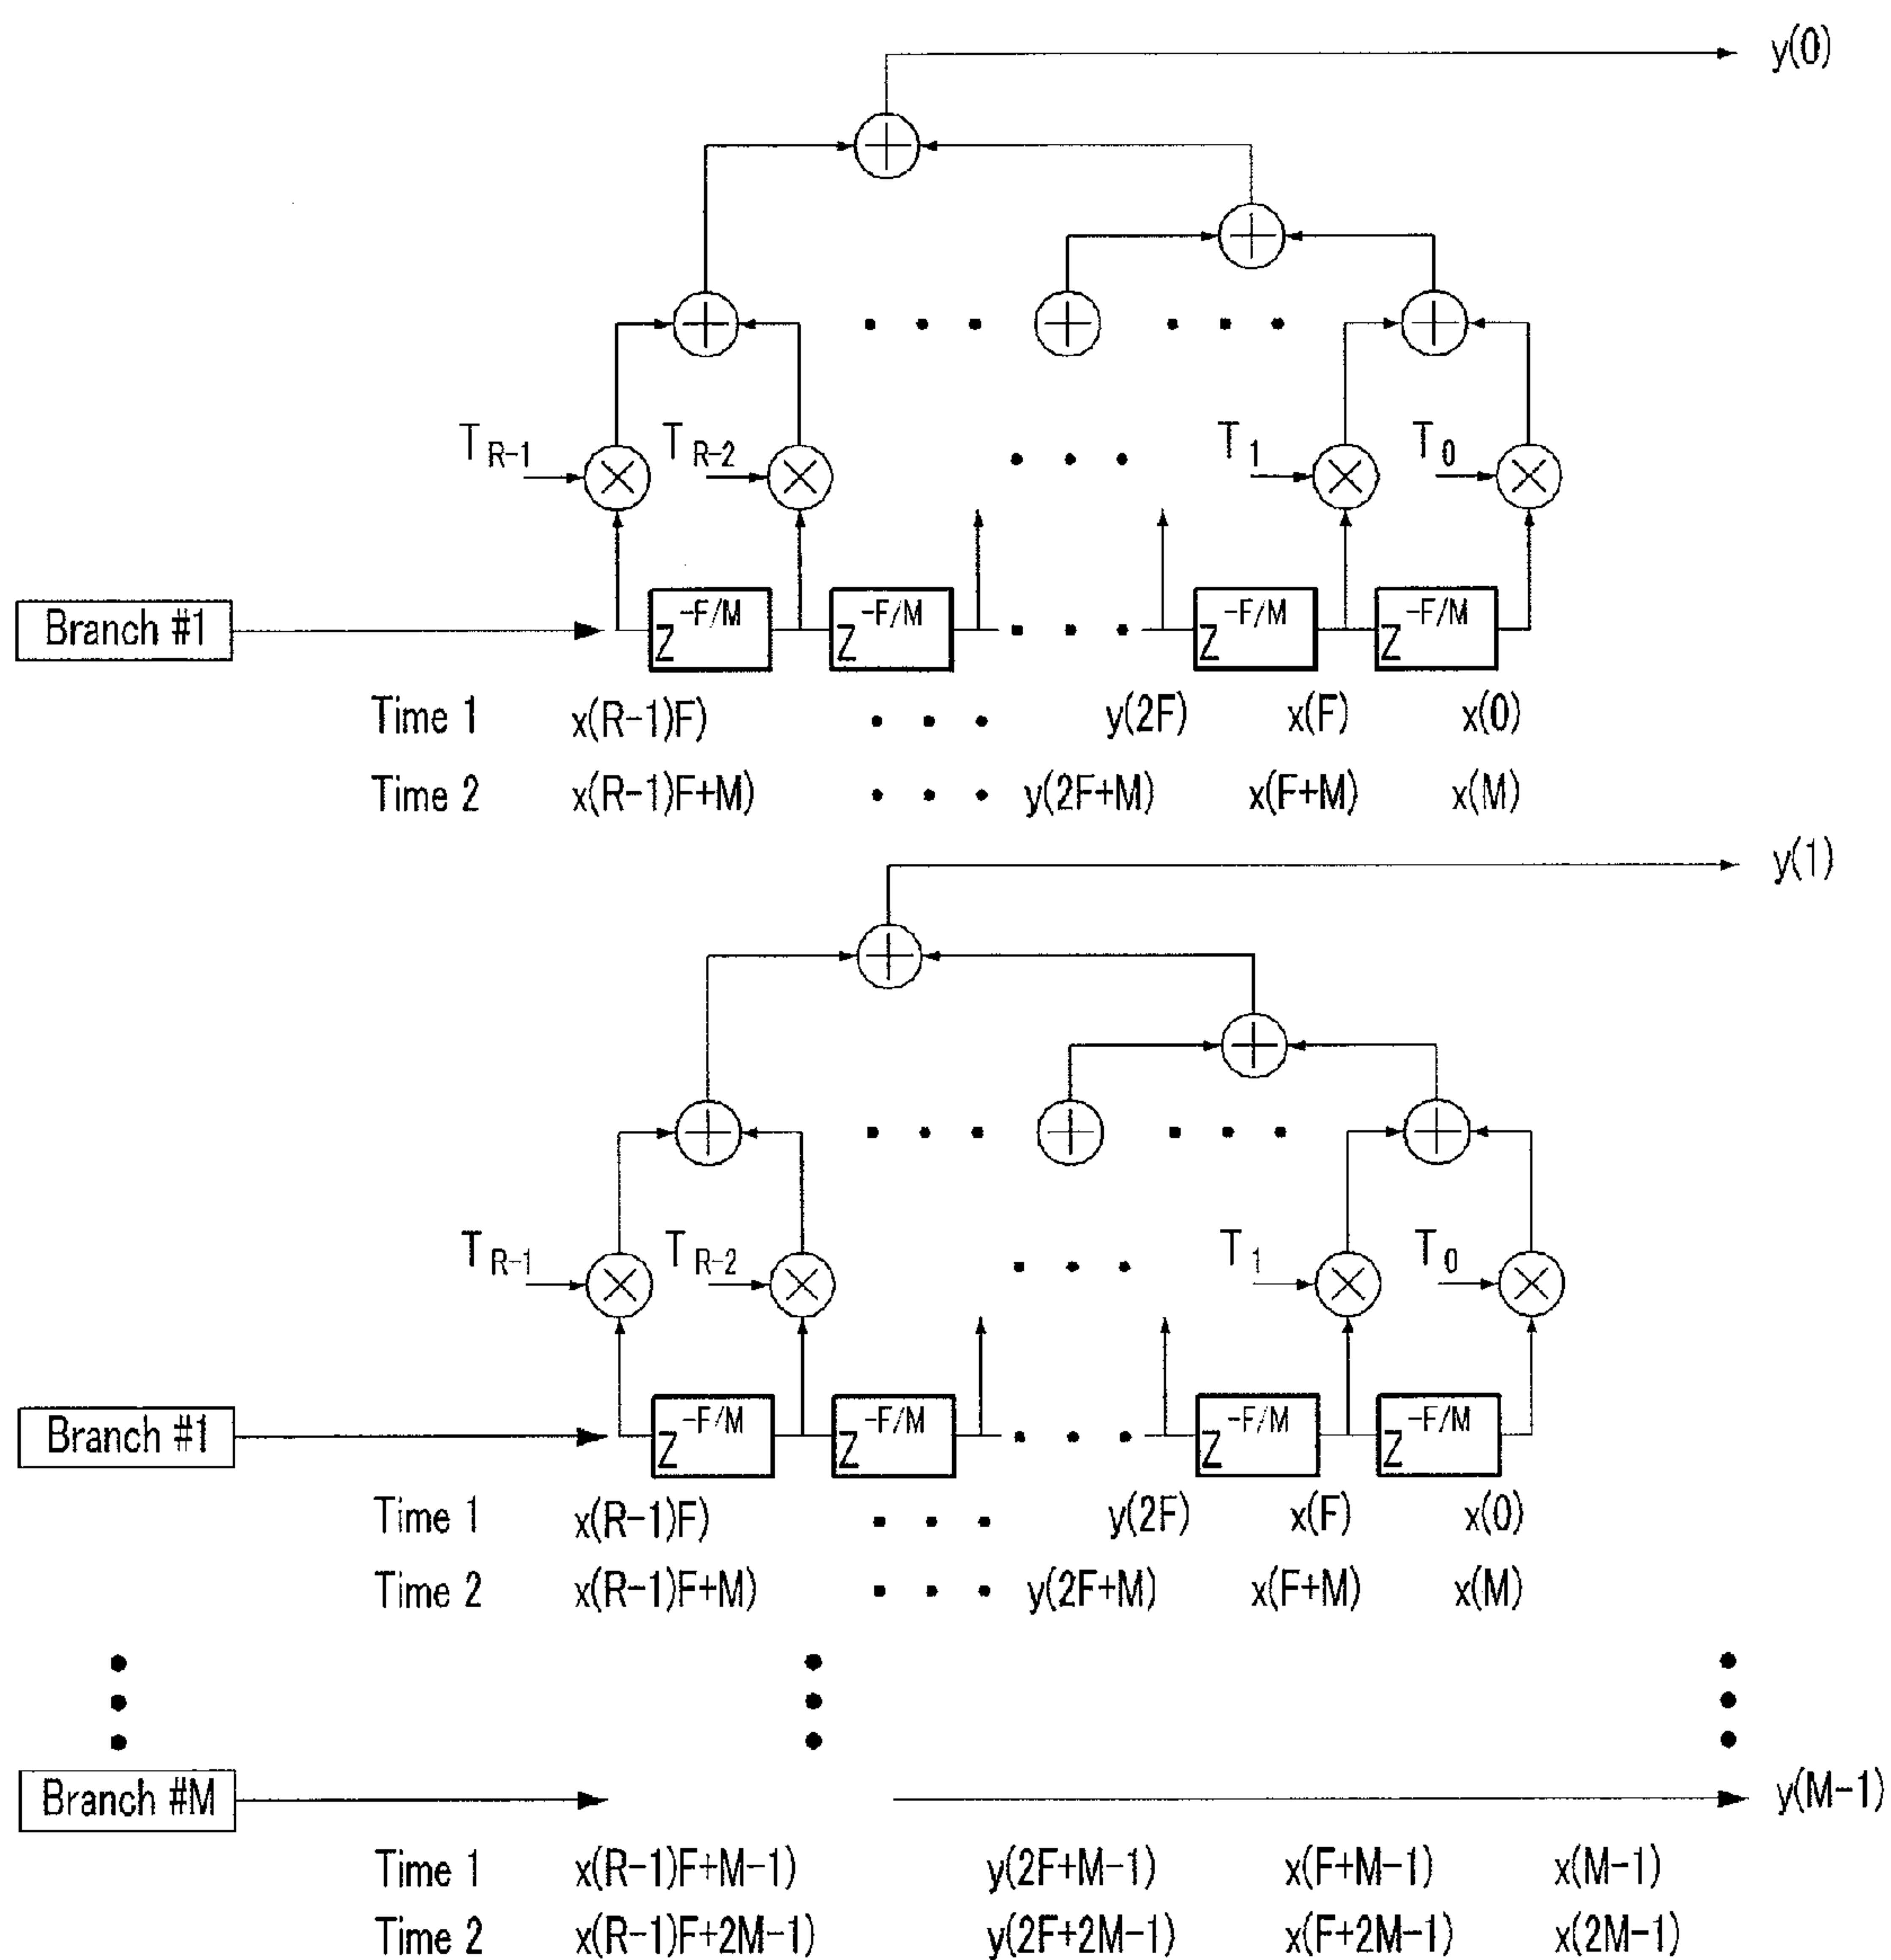 y(0)
T R-1 T R-2 T 1 T 0
Branch #1 Z -F/M Z -F/M Z -F/M Z -F/M
Time 1 x(R-1)F) • • • y(2F) x(F) x(0)
Time 2 x(R-1)F+M) • • • y(2F+M) x(F+M) x(M)
y(1)
T R-1 T R-2 T 1 T 0
Branch #1 Z -F/M Z -F/M Z -F/M Z -F/M
Time 1 x(R-1)F) • • • y(2F) x(F) x(0)
Time 2 x(R-1)F+M) • • • y(2F+M) x(F+M) x(M)
Branch #M y(M-1)
Time 1 x(R-1)F+M-1) y(2F+M-1) x(F+M-1) x(M-1)
Time 2 x(R-1)F+2M-1) y(2F+2M-1) x(F+2M-1) x(2M-1)